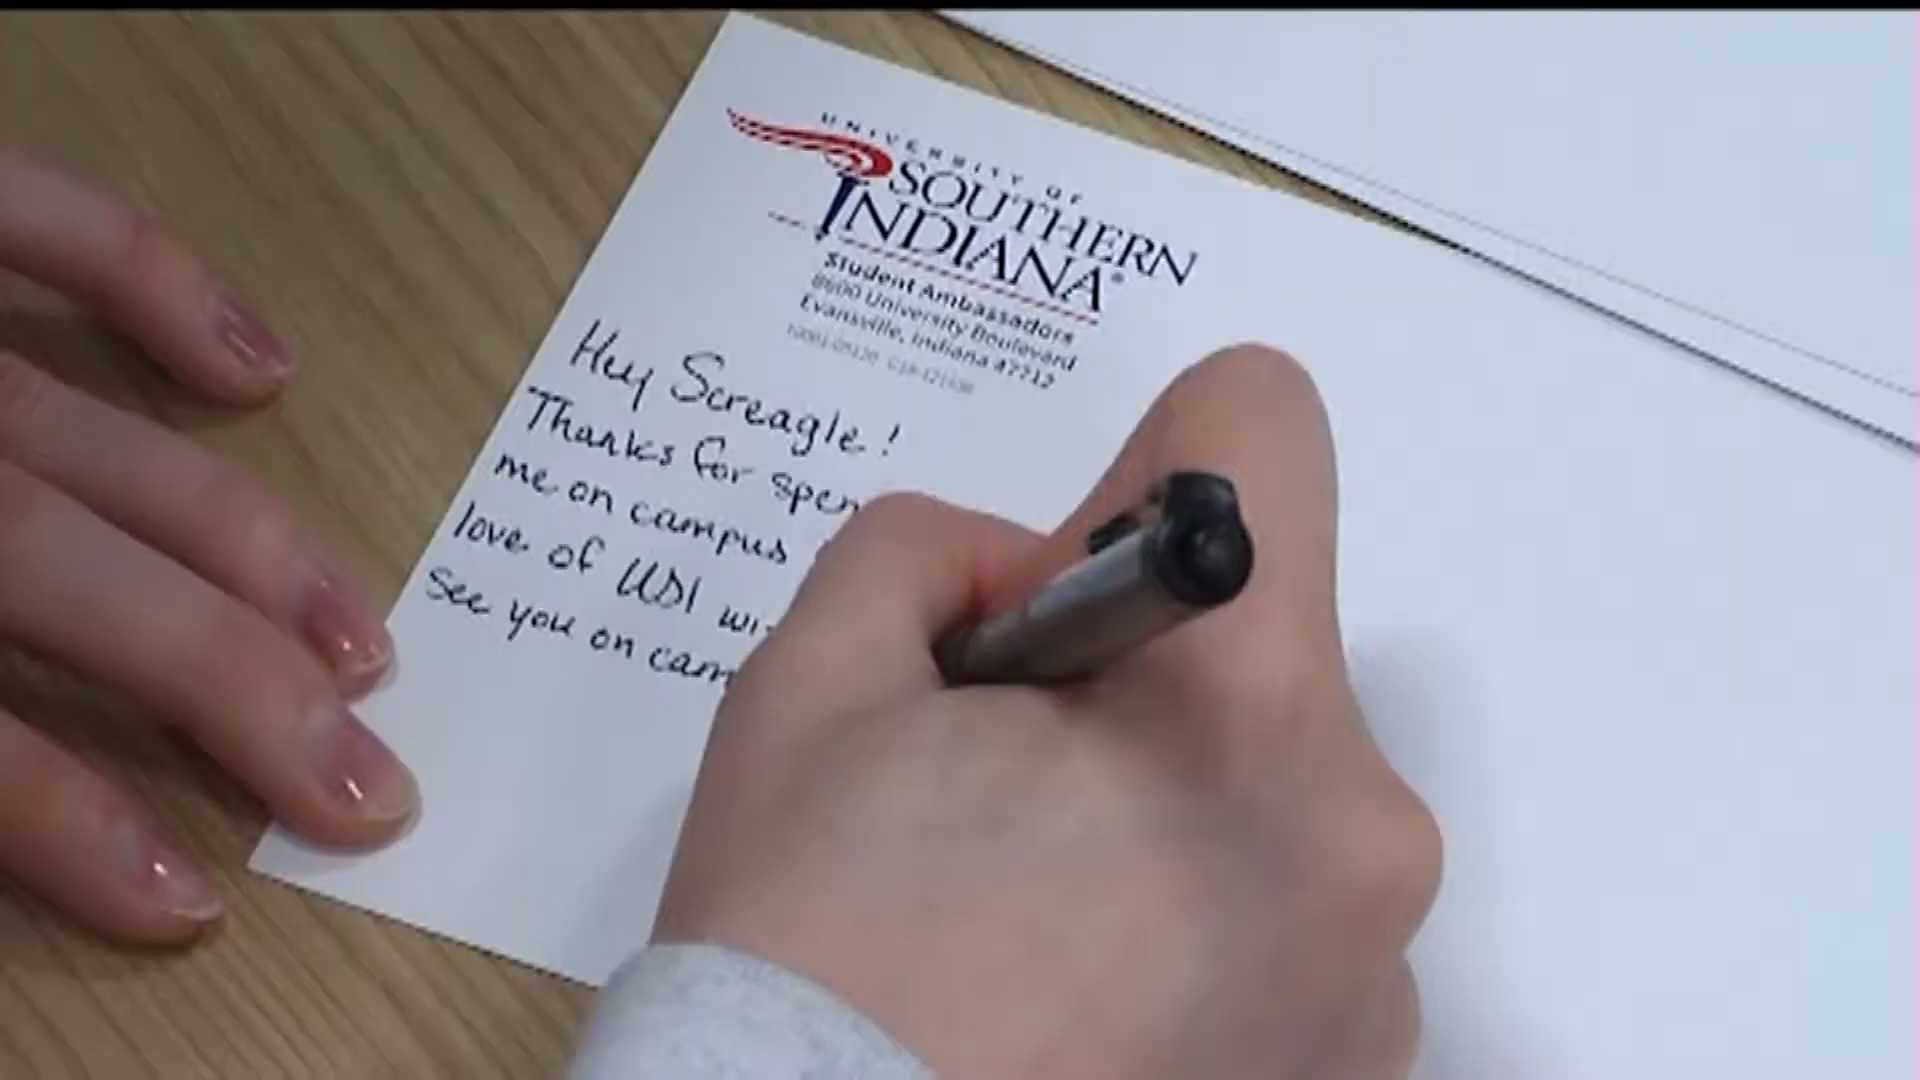 UNIVERSITY OF
SOUTHERN
INDIANA®
Student Ambassadors
8600 University Boulevard
Evansville, Indiana 47712
Hey Screagle!
Thanks for spen
me on campus
love of USI wi
see you on cam